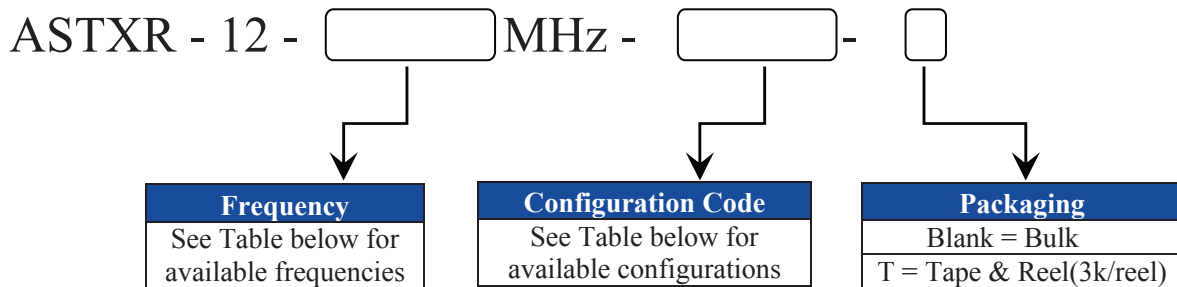 ASTXR - 12 - MHz - -
Frequency
See Table below for
available frequencies
Configuration Code
See Table below for
available configurations
Packaging
Blank = Bulk
T = Tape & Reel(3k/reel)